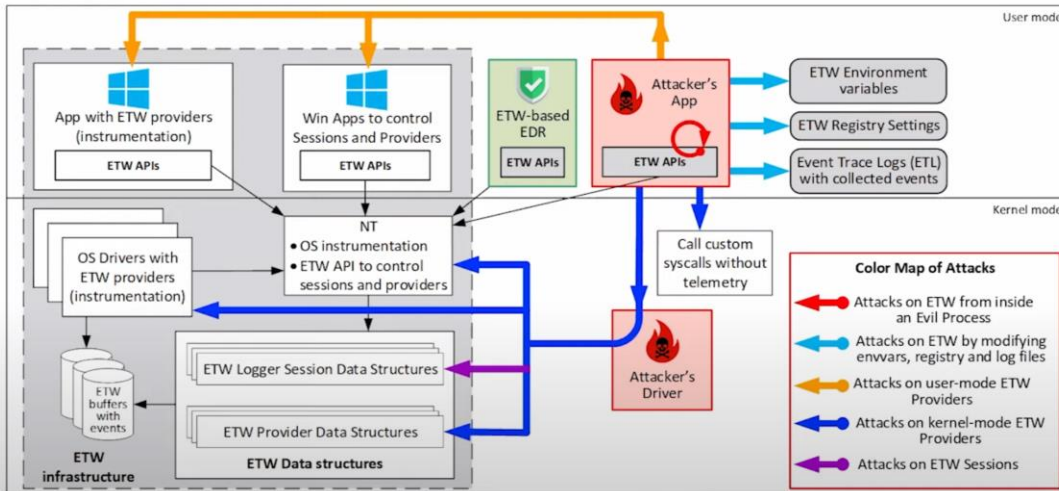 User mode
App with ETW providers
(instrumentation)
ETW APIs
Win Apps to control
Sessions and Providers
ETW APIs
ETW-based
EDR
ETW APIs
Attacker's
App
ETW APIs
ETW Environment
variables
ETW Registry Settings
Event Trace Logs (ETL)
with collected events
Kernel mode
OS Drivers with
ETW providers
(instrumentation)
NT
• OS instrumentation
• ETW API to control
sessions and providers
Call custom
syscalls without
telemetry
Attacker's
Driver
ETW
buffers
with
events
ETW
infrastructure
ETW Logger Session Data Structures
ETW Provider Data Structures
ETW Data structures
Color Map of Attacks
Attacks on ETW from inside
an Evil Process
Attacks on ETW by modifying
envvars, registry and log files
Attacks on user-mode ETW
Providers
Attacks on kernel-mode ETW
Providers
Attacks on ETW Sessions